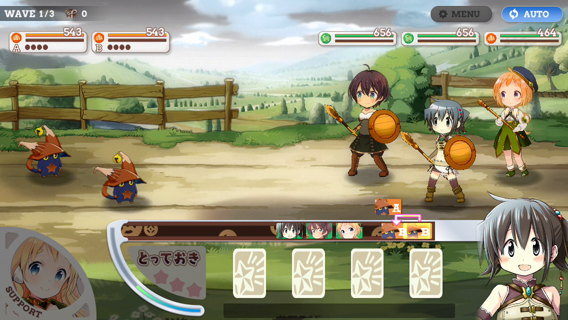 WAVE 1/3 0
MENU
AUTO
543
543
A
B
656
656
464
A
とっておき
SUPPORT